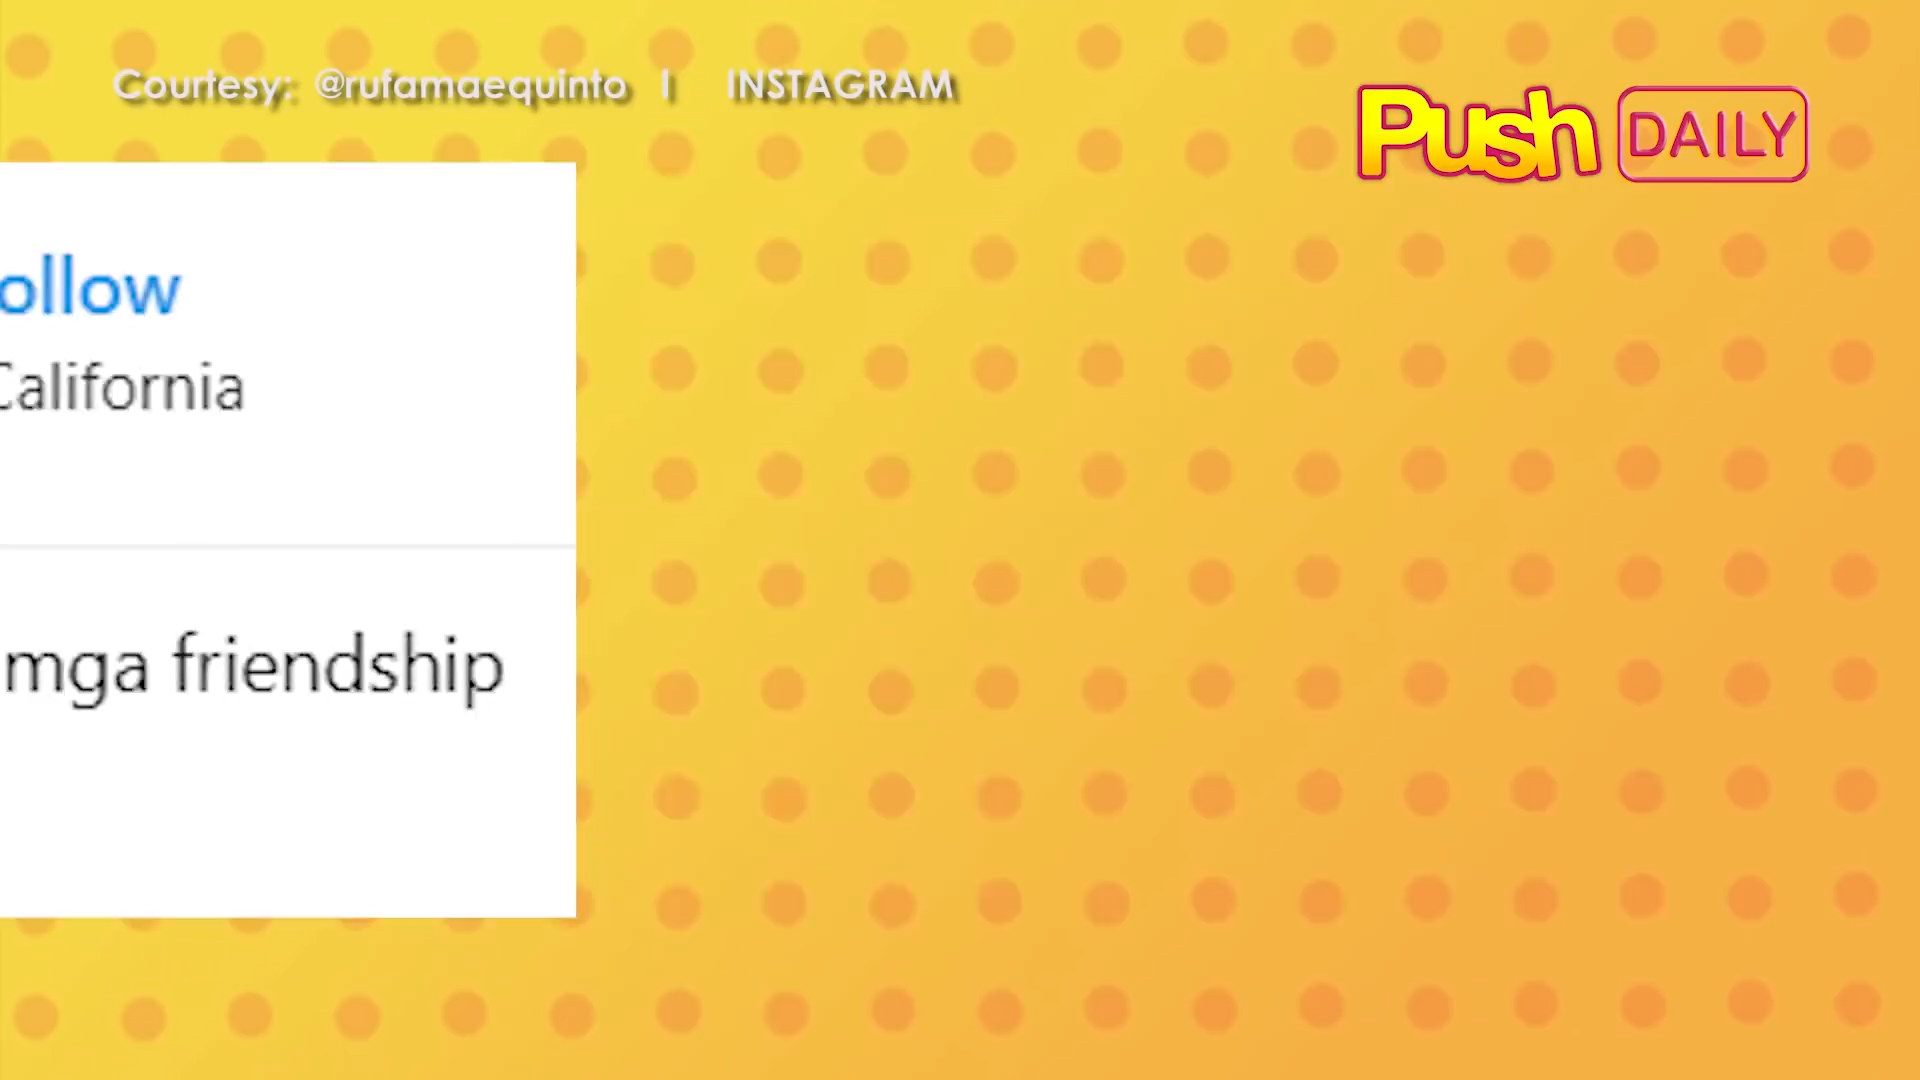 Courtesy: @rufamaequinto | INSTAGRAM
Push DAILY
ollow
California
mga friendship